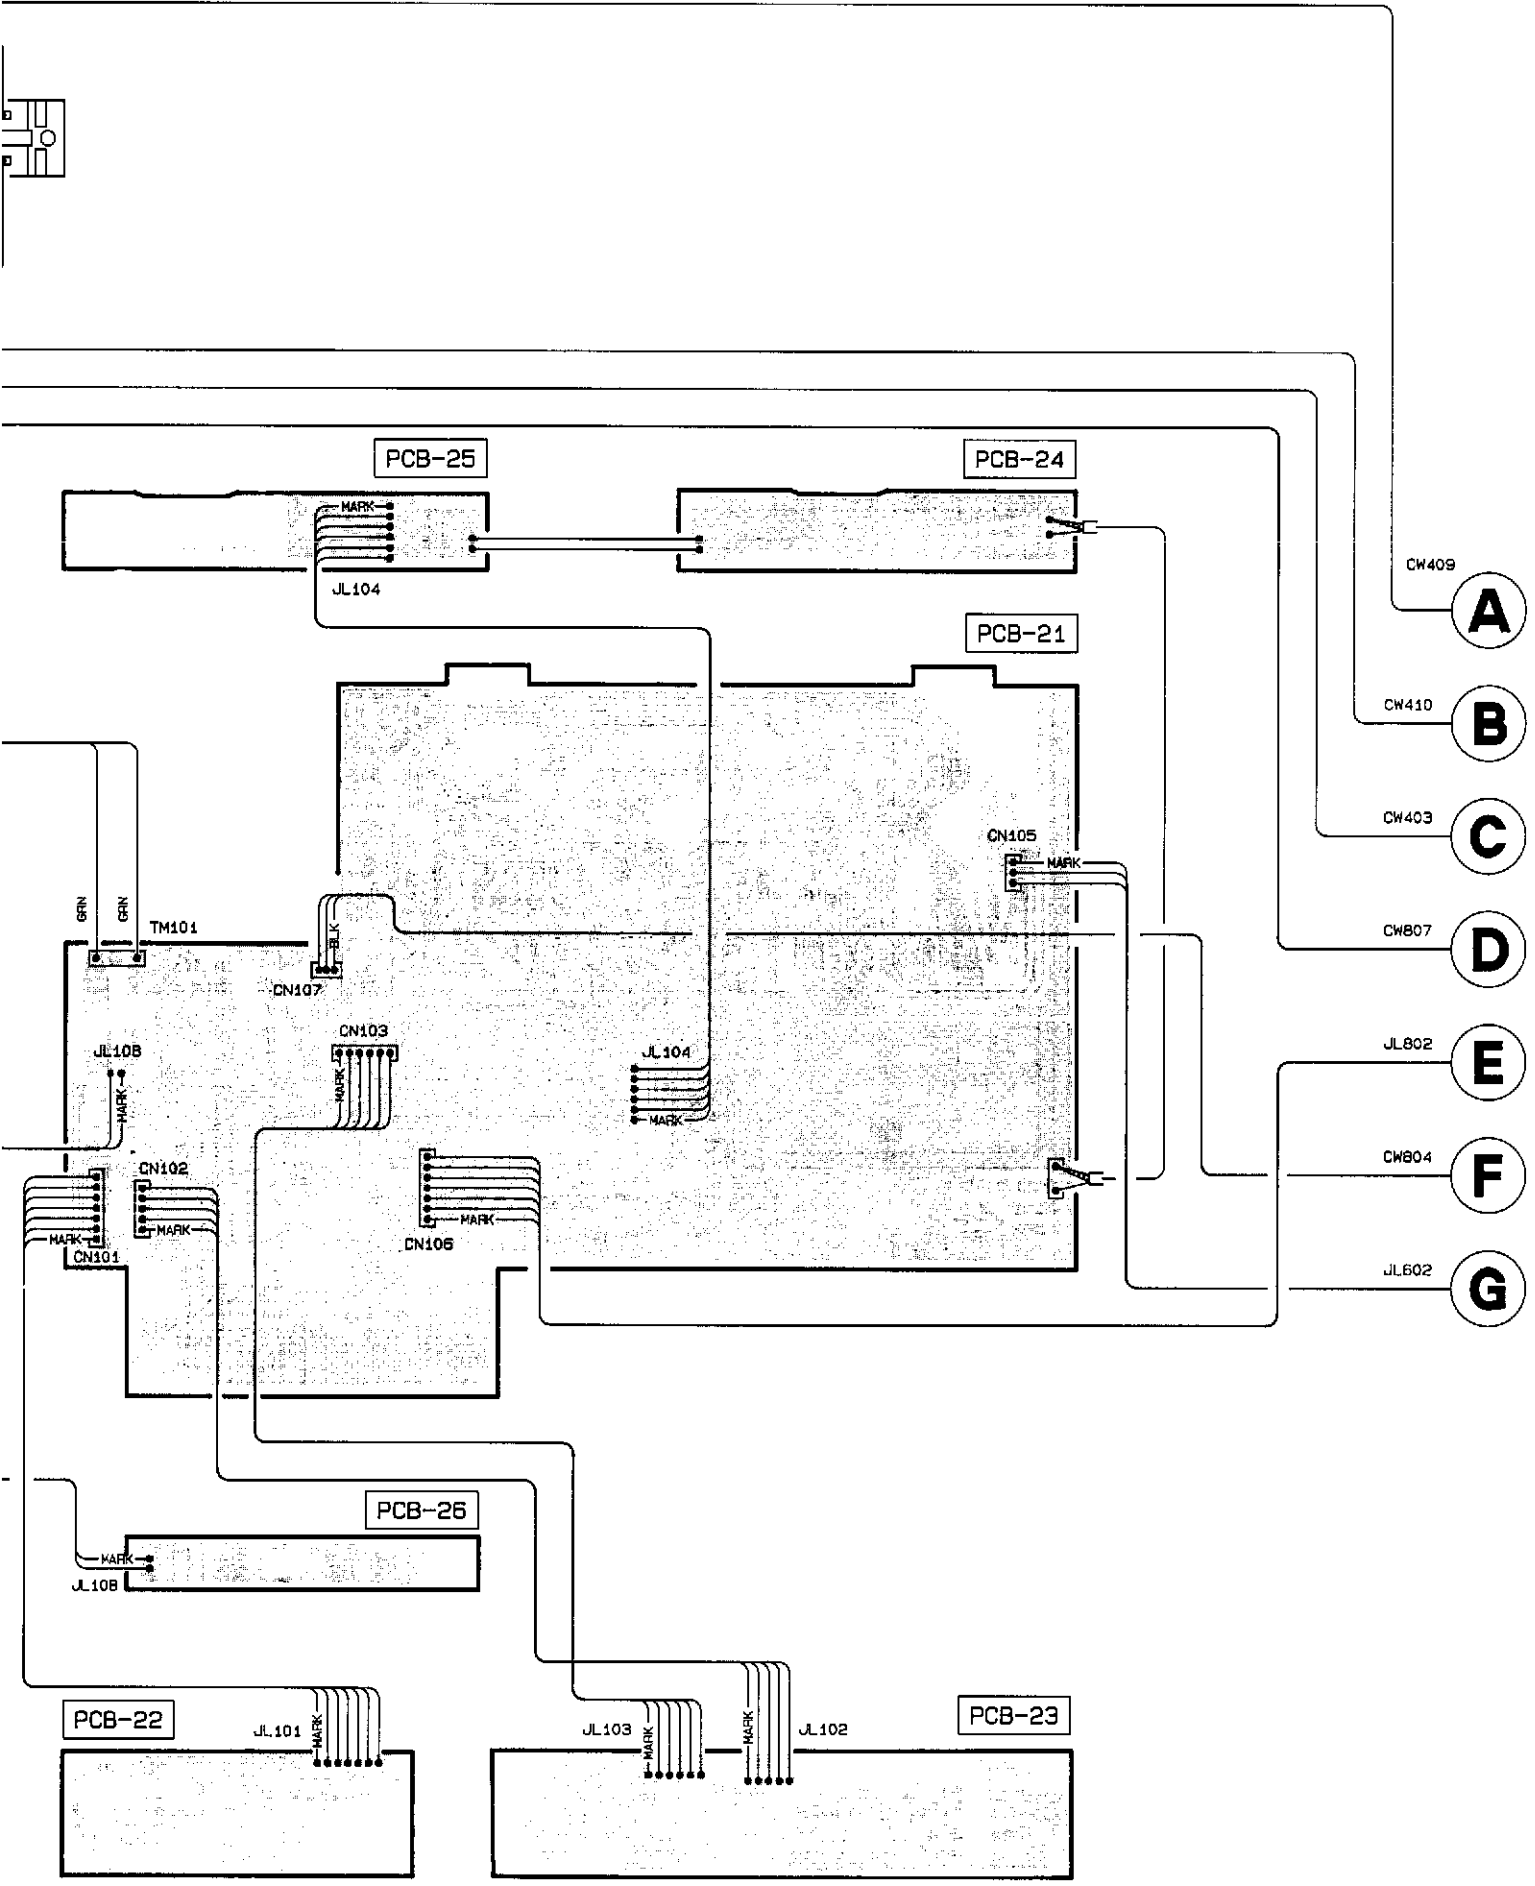 PCB-25
PCB-24
MARK
JL104
CW409
A
PCB-21
CW410
B
CW403
C
CN105
MARK
GRN
GRN
TM101
BLK
CW807
D
CN107
CN103
JL108
JL104
JL802
E
MARK
MARK
MARK
CN102
CW804
F
MARK
MARK
MARK
CN101
CN106
JL602
G
PCB-26
MARK
JL108
PCB-22
JL101
MARK
JL103
MARK
MARK
JL102
PCB-23